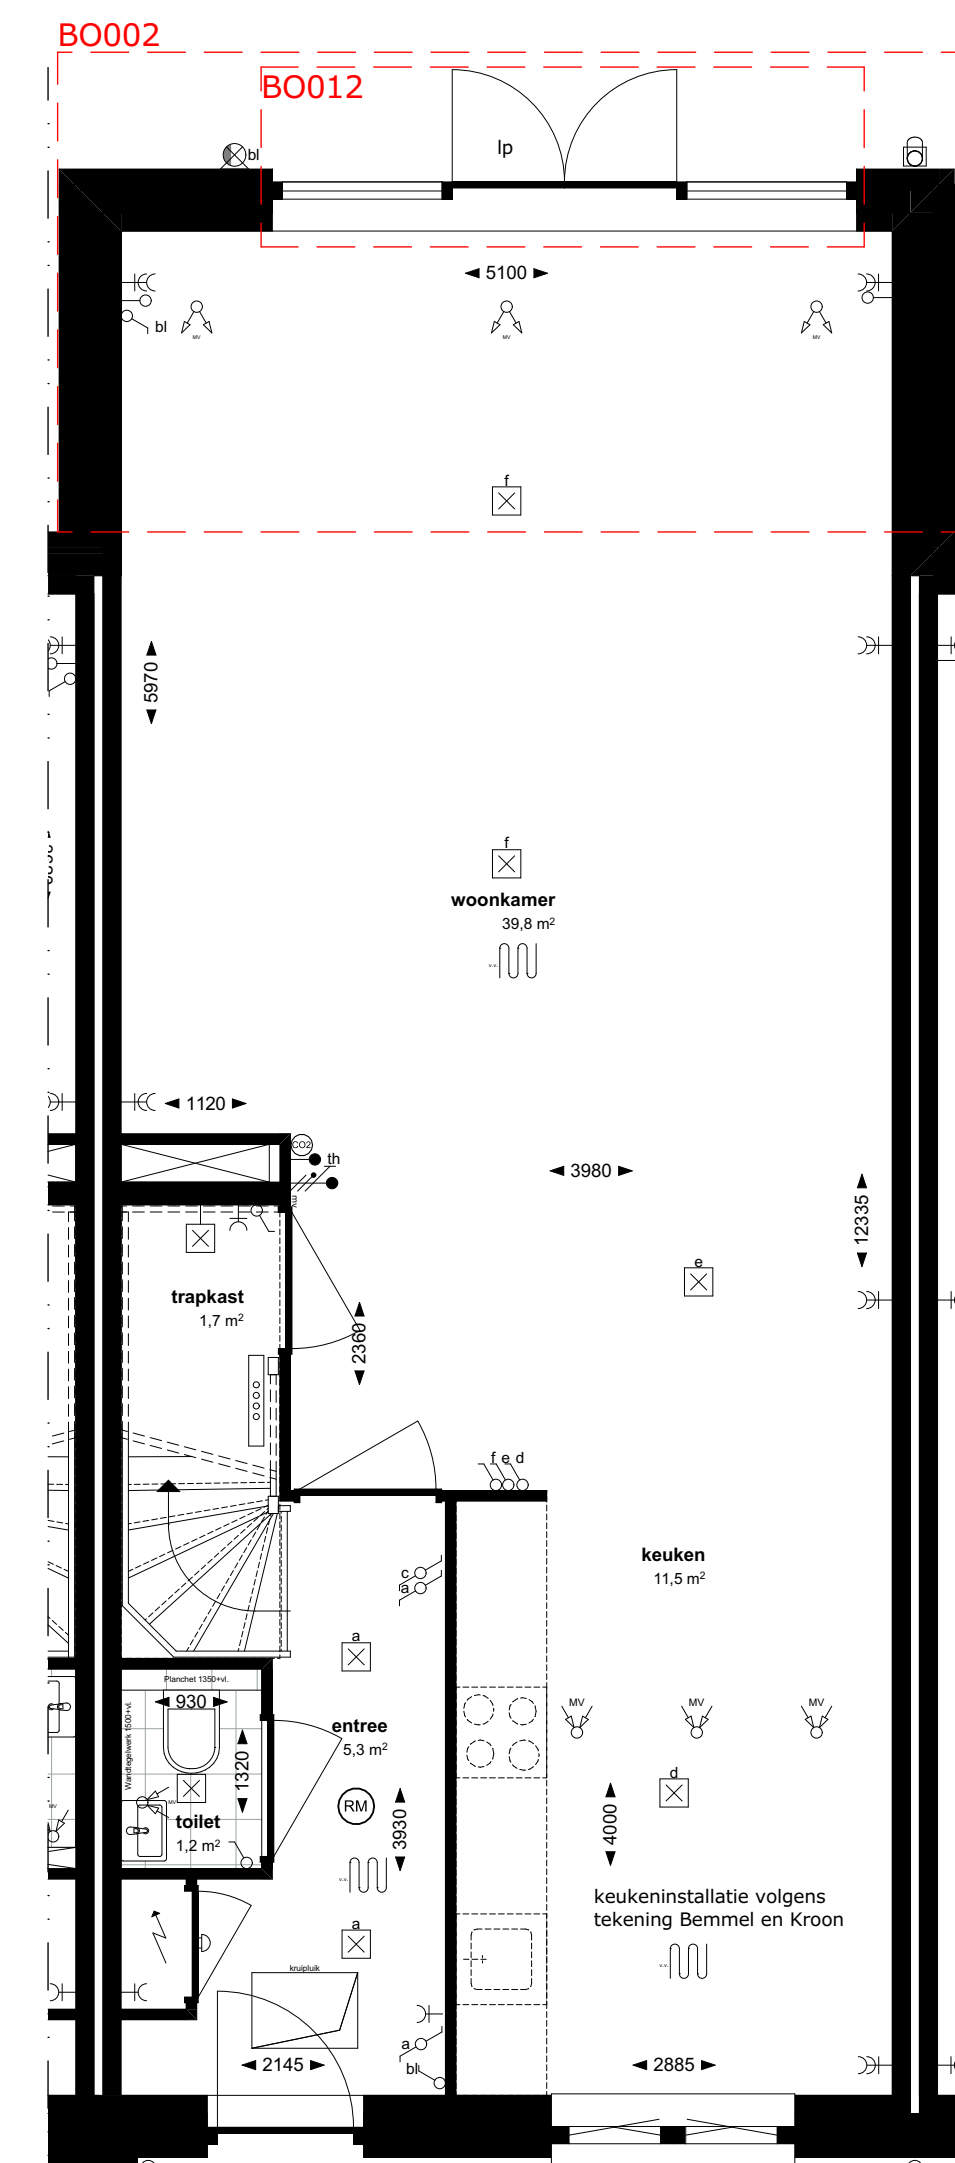 BO002
BO012
lp
bl
5100
bl
MV
MV
MV
f
5970
f
woonkamer
39,8 m²
v.v.
1120
CO2
th
mv
3980
12335
e
trapkast
1,7 m²
2360
f e d
keuken
11,5 m²
c
a
a
Planchet 1350+vl.
930
Wandtegelwerk 1500+vl.
entree
5,3 m²
MV
MV
MV
1320
d
MV
MV
toilet
1,2 m²
RM
3930
4000
v.v.
keukeninstallatie volgens
tekening Bemmel en Kroon
a
v.v.
kruipluik
a
2145
bl
2885